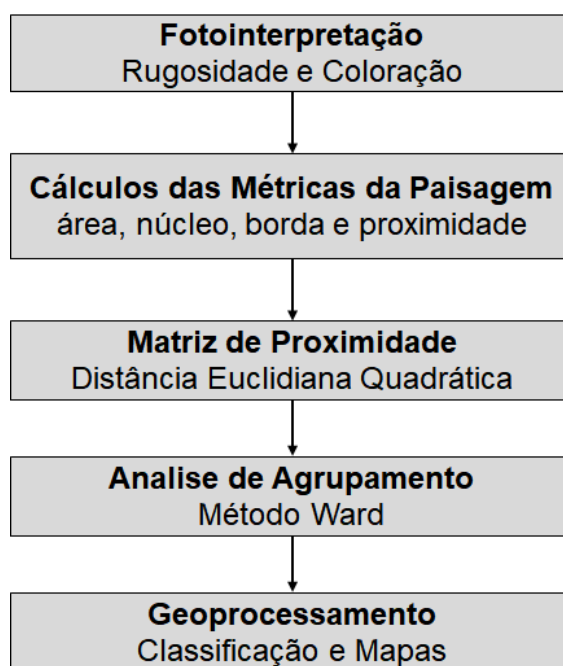 Fotointerpretação
Rugosidade e Coloração
Cálculos das Métricas da Paisagem
área, núcleo, borda e proximidade
Matriz de Proximidade
Distância Euclidiana Quadrática
Analise de Agrupamento
Método Ward
Geoprocessamento
Classificação e Mapas